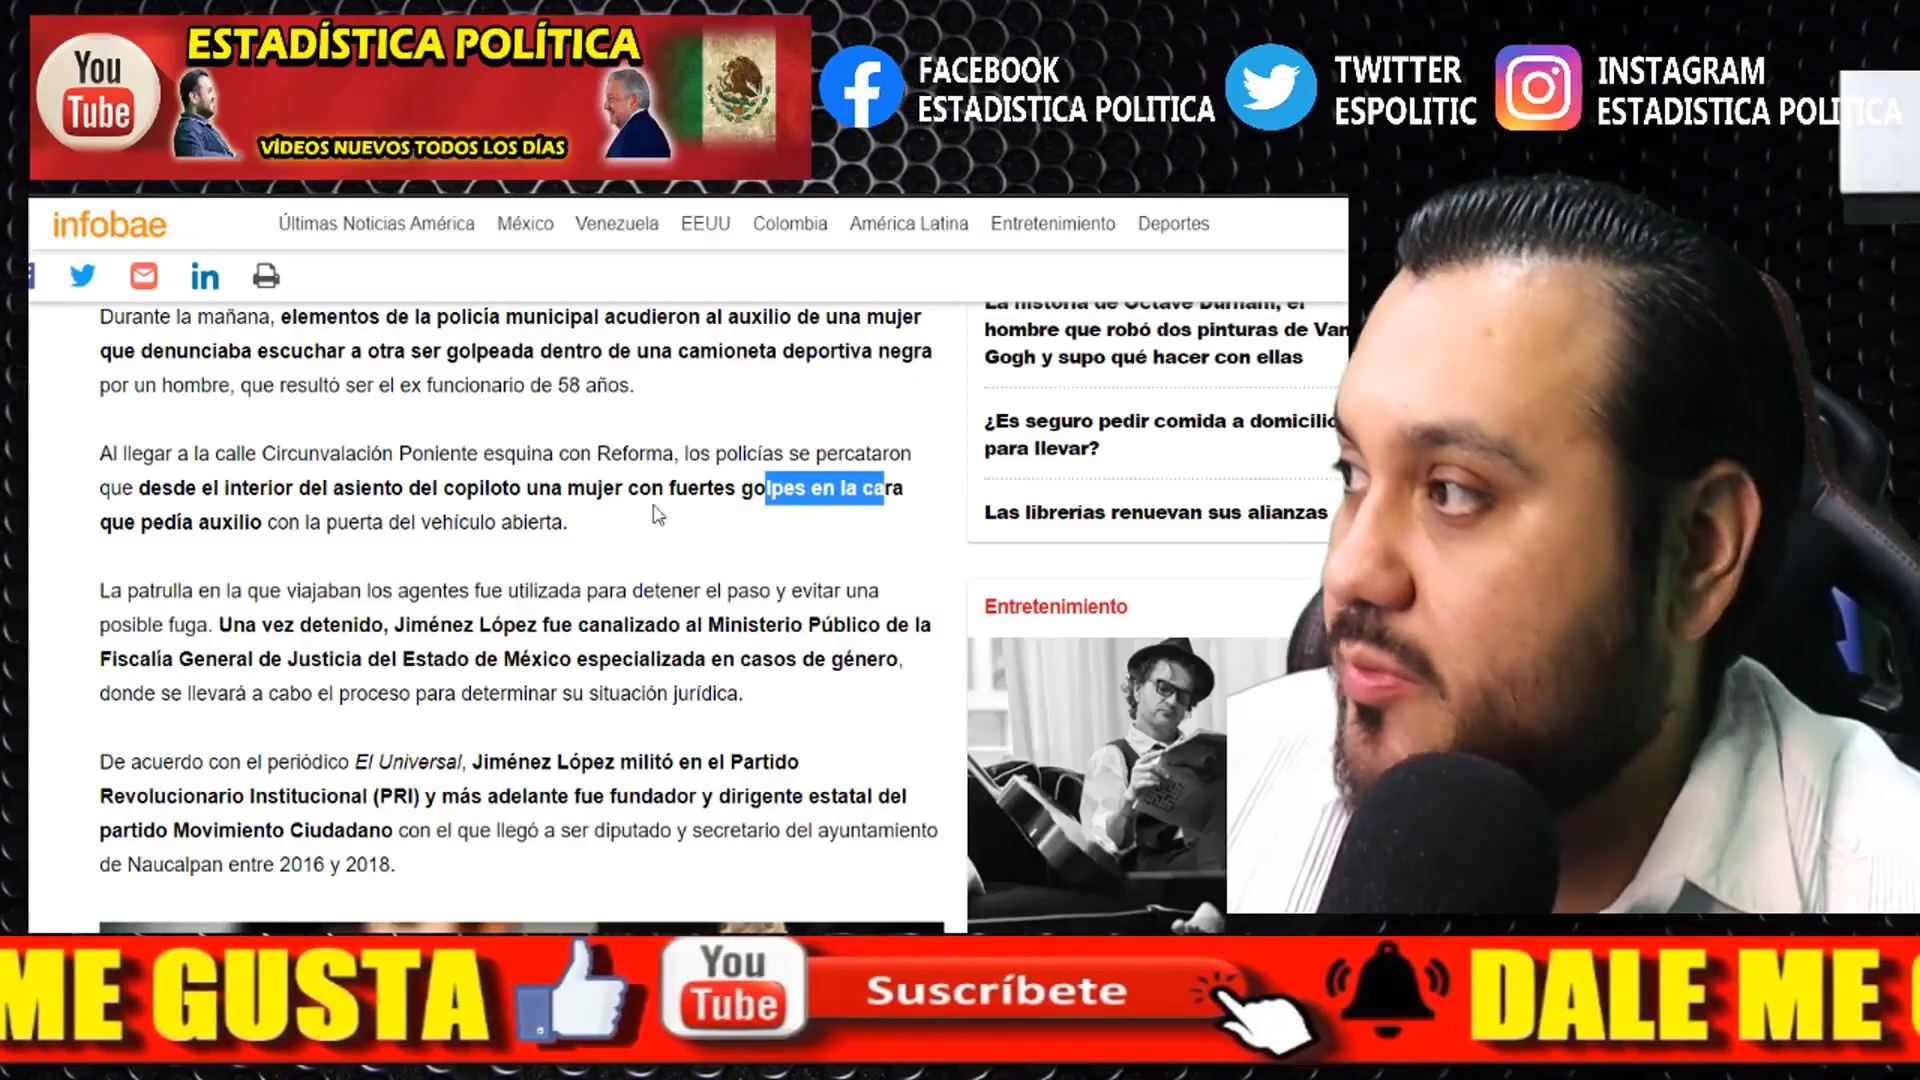 You
Tube
ESTADÍSTICA POLÍTICA
VÍDEOS NUEVOS TODOS LOS DÍAS
FACEBOOK
ESTADISTICA POLITICA
TWITTER
ESPOLITIC
INSTAGRAM
ESTADISTICA POLITICA
infobae
Últimas Noticias América México Venezuela EEUU Colombia América Latina Entretenimiento Deportes
in
Durante la mañana, elementos de la policía municipal acudieron al auxilio de una mujer
que denunciaba escuchar a otra ser golpeada dentro de una camioneta deportiva negra
por un hombre, que resultó ser el ex funcionario de 58 años.
Al llegar a la calle Circunvalación Poniente esquina con Reforma, los policías se percataron
que desde el interior del asiento del copiloto una mujer con fuertes golpes en la cara
que pedía auxilio con la puerta del vehículo abierta.
La patrulla en la que viajaban los agentes fue utilizada para detener el paso y evitar una
posible fuga. Una vez detenido, Jiménez López fue canalizado al Ministerio Público de la
Fiscalía General de Justicia del Estado de México especializada en casos de género,
donde se llevará a cabo el proceso para determinar su situación jurídica.
De acuerdo con el periódico El Universal, Jiménez López militó en el Partido
Revolucionario Institucional (PRI) y más adelante fue fundador y dirigente estatal del
partido Movimiento Ciudadano con el que llegó a ser diputado y secretario del ayuntamiento
de Naucalpan entre 2016 y 2018.
La historia de Octave Durham, el
hombre que robó dos pinturas de Van
Gogh y supo qué hacer con ellas
¿Es seguro pedir comida a domicilio
para llevar?
Las librerías renuevan sus alianzas
Entretenimiento
ME GUSTA
You
Tube
Suscríbete
DALE ME